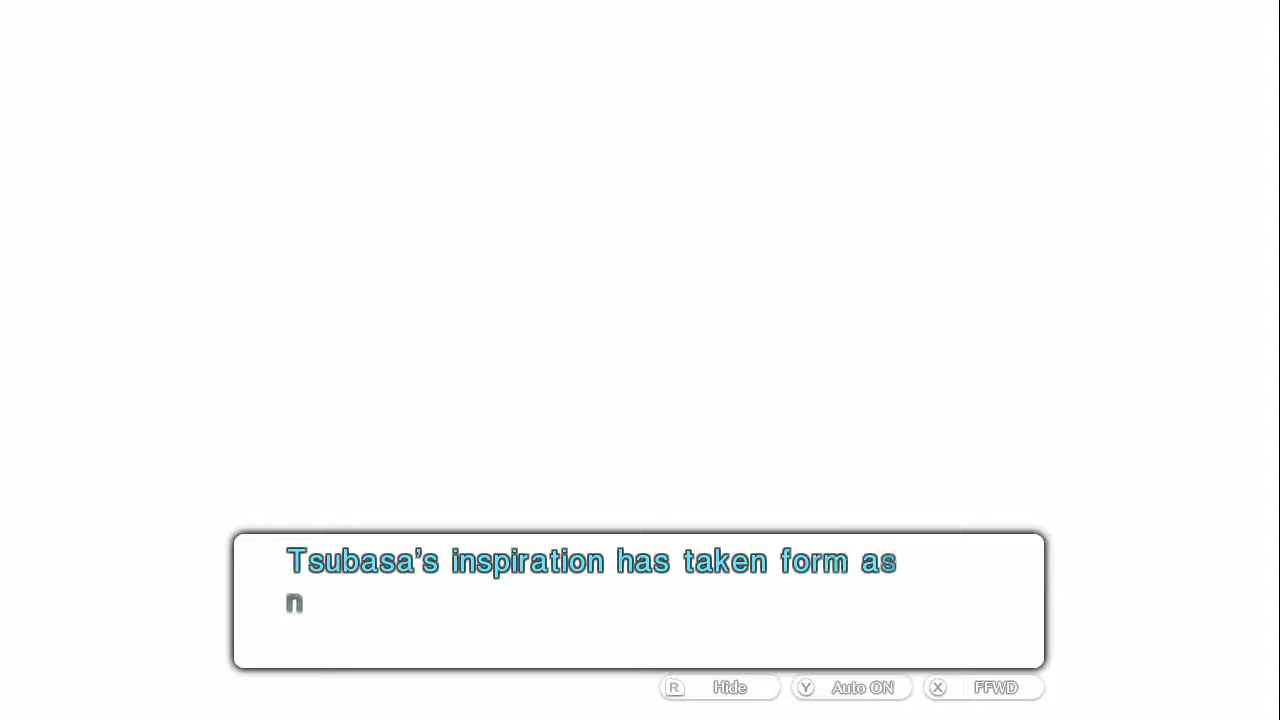 Tsubasa’s inspiration has taken form as
n
R Hide Y Auto ON X FFWD